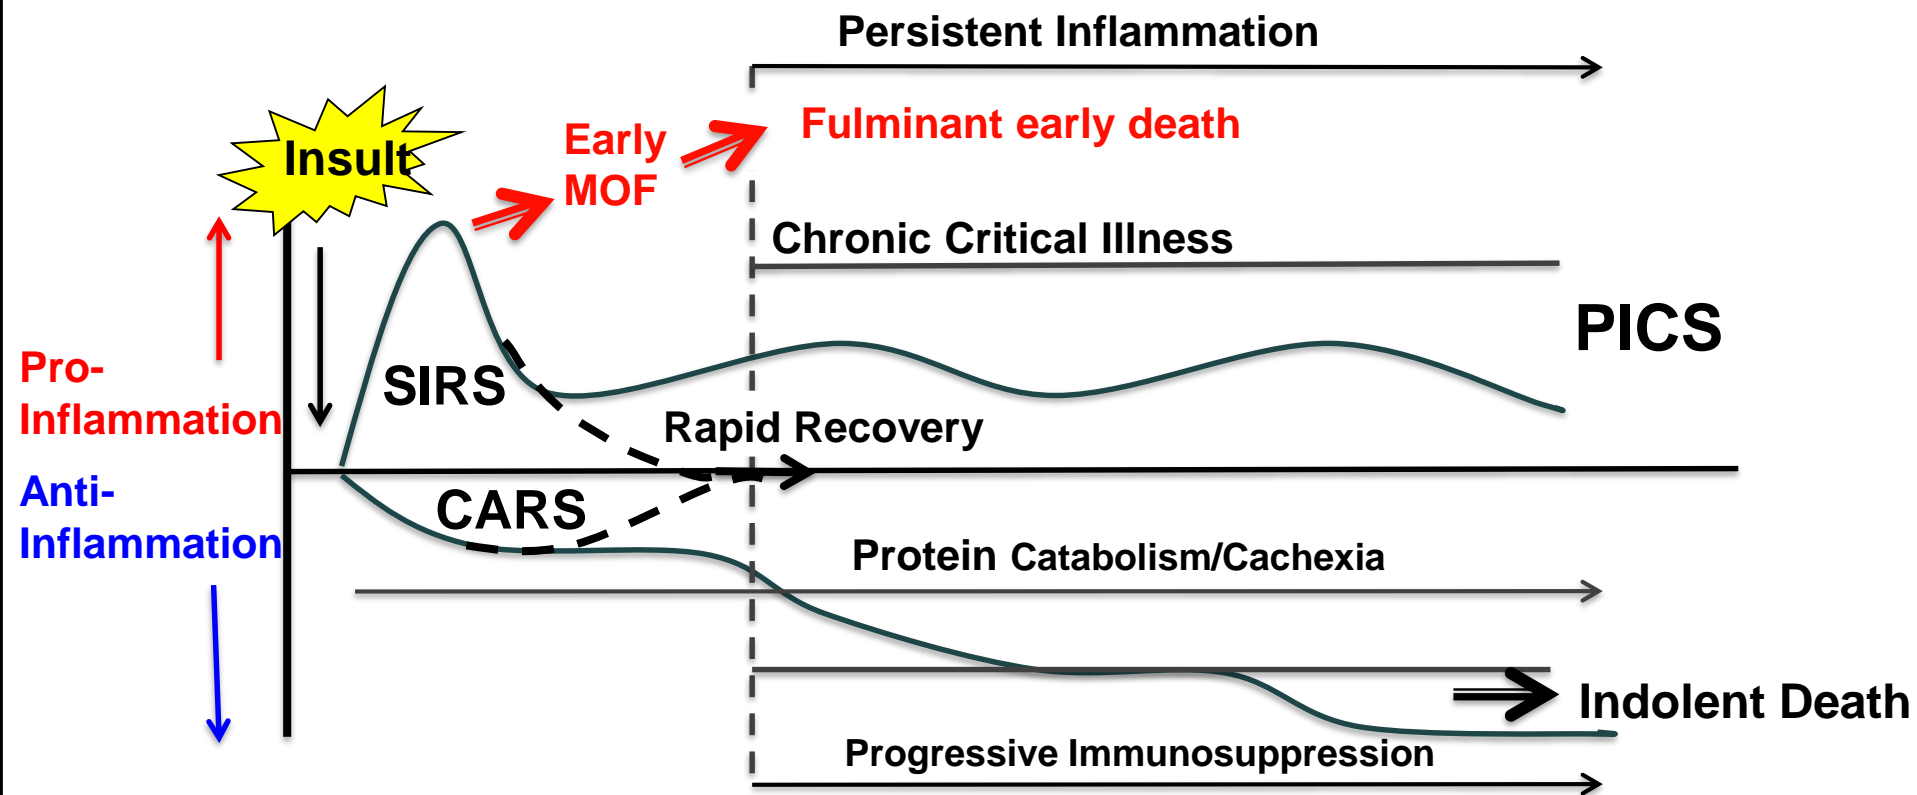 Persistent Inflammation
Insult
Early
MOF
Fulminant early death
Chronic Critical Illness
PICS
Pro-
Inflammation
SIRS
Rapid Recovery
Anti-
Inflammation
CARS
Protein Catabolism/Cachexia
Indolent Death
Progressive Immunosuppression